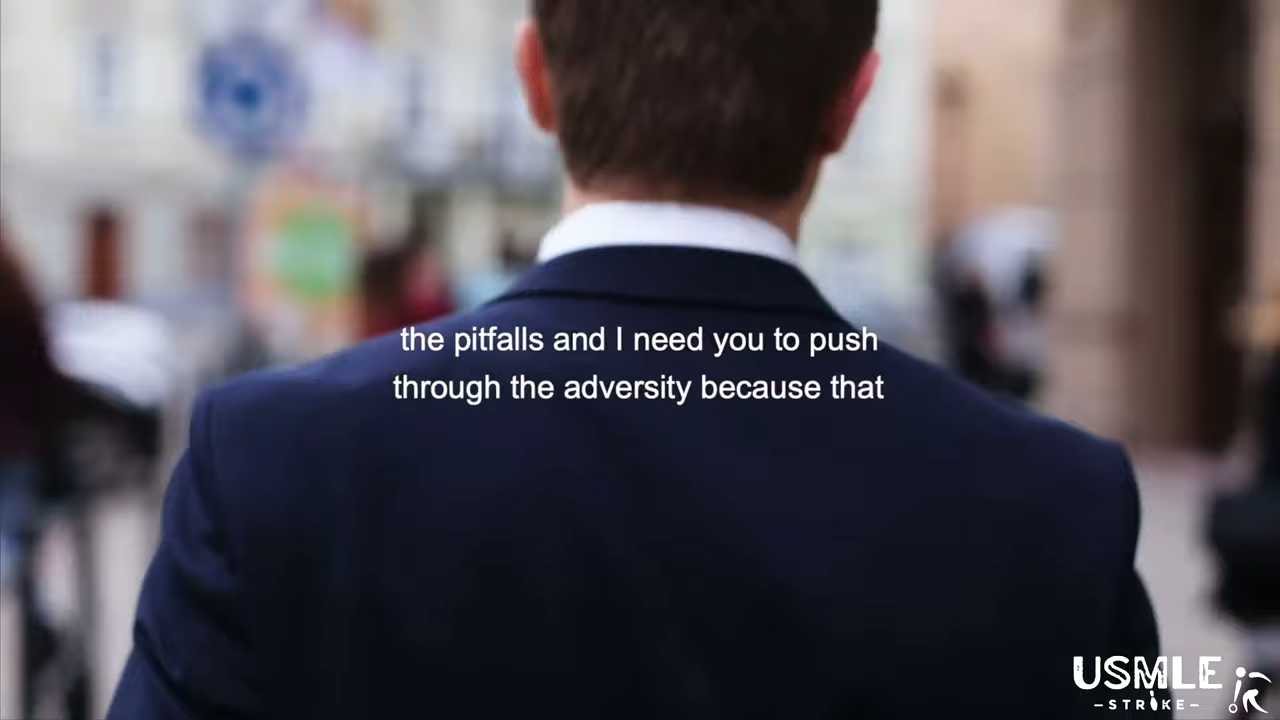 the pitfalls and I need you to push
through the adversity because that
USMLE
STRIKE